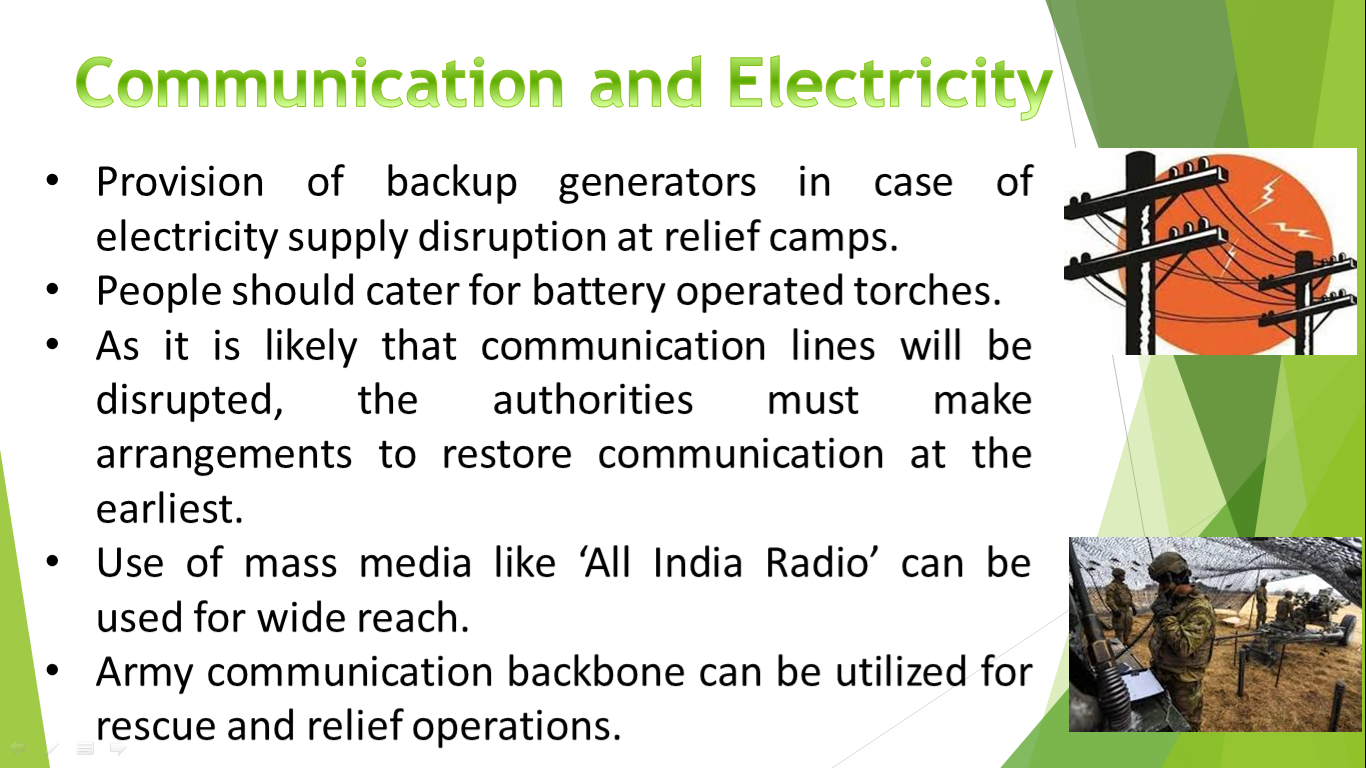 Communication and Electricity
• Provision of backup generators in case of
electricity supply disruption at relief camps.
• People should cater for battery operated torches.
• As it is likely that communication lines will be
disrupted, the authorities must make
arrangements to restore communication at the
earliest.
• Use of mass media like ‘All India Radio’ can be
used for wide reach.
• Army communication backbone can be utilized for
rescue and relief operations.